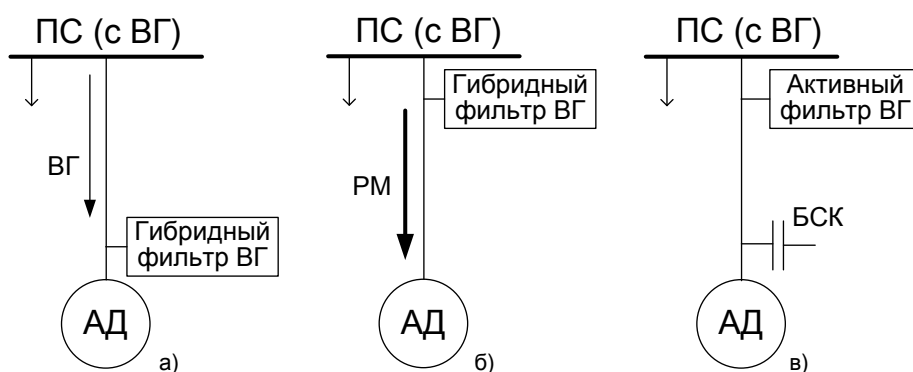 ПС (с ВГ)
ВГ
Гибридный
фильтр ВГ
АД
а)
ПС (с ВГ)
Гибридный
фильтр ВГ
РМ
АД
б)
ПС (с ВГ)
Активный
фильтр ВГ
БСК
АД
в)